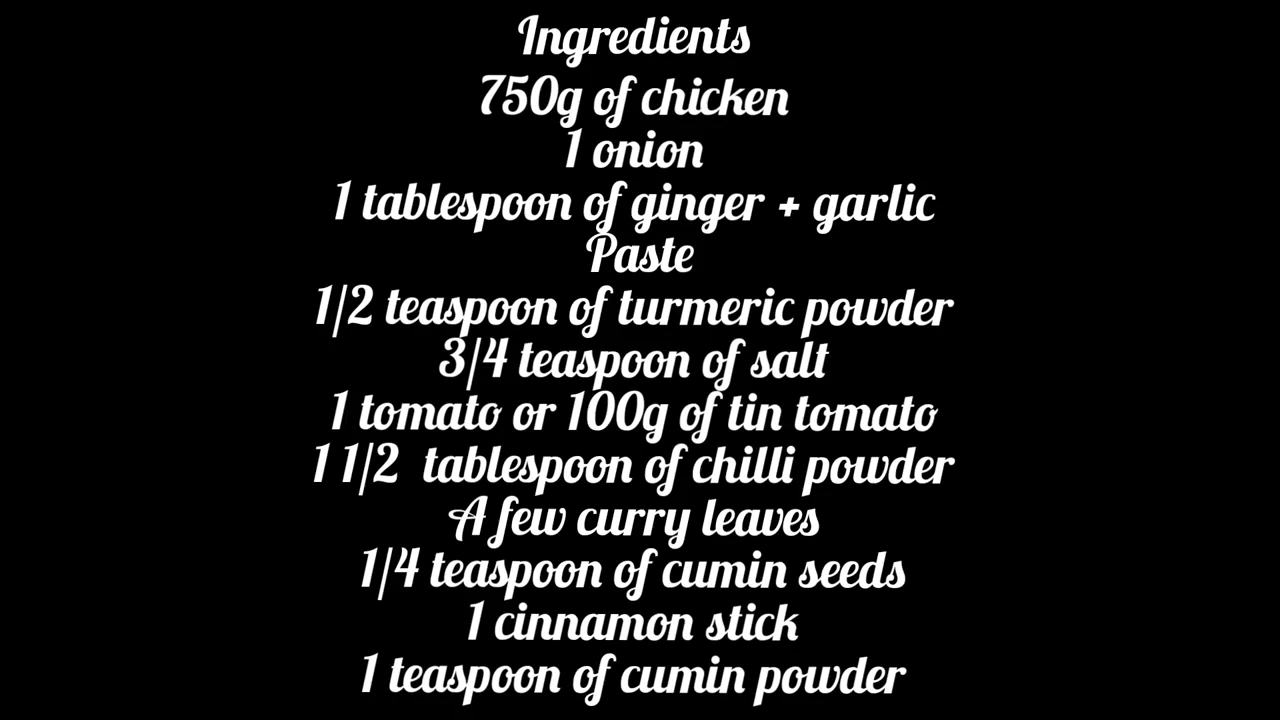 Ingredients
750g of chicken
1 onion
1 tablespoon of ginger + garlic
Paste
1/2 teaspoon of turmeric powder
3/4 teaspoon of salt
1 tomato or 100g of tin tomato
1 1/2 tablespoon of chilli powder
A few curry leaves
1/4 teaspoon of cumin seeds
1 cinnamon stick
1 teaspoon of cumin powder